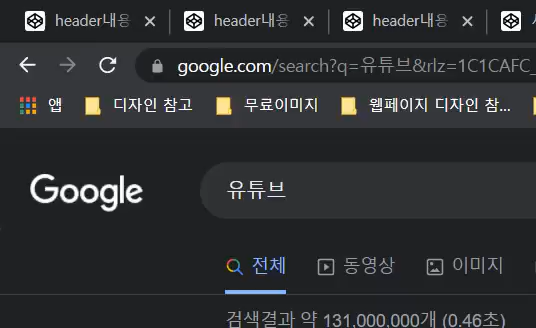 header내용 header내용 header내용
google.com/search?q=유튜브&rlz=1C1CAFC_
앱 디자인 참고 무료이미지 웹페이지 디자인 참...
Google 유튜브
전체 동영상 이미지
검색결과 약 131,000,000개 (0.46초)